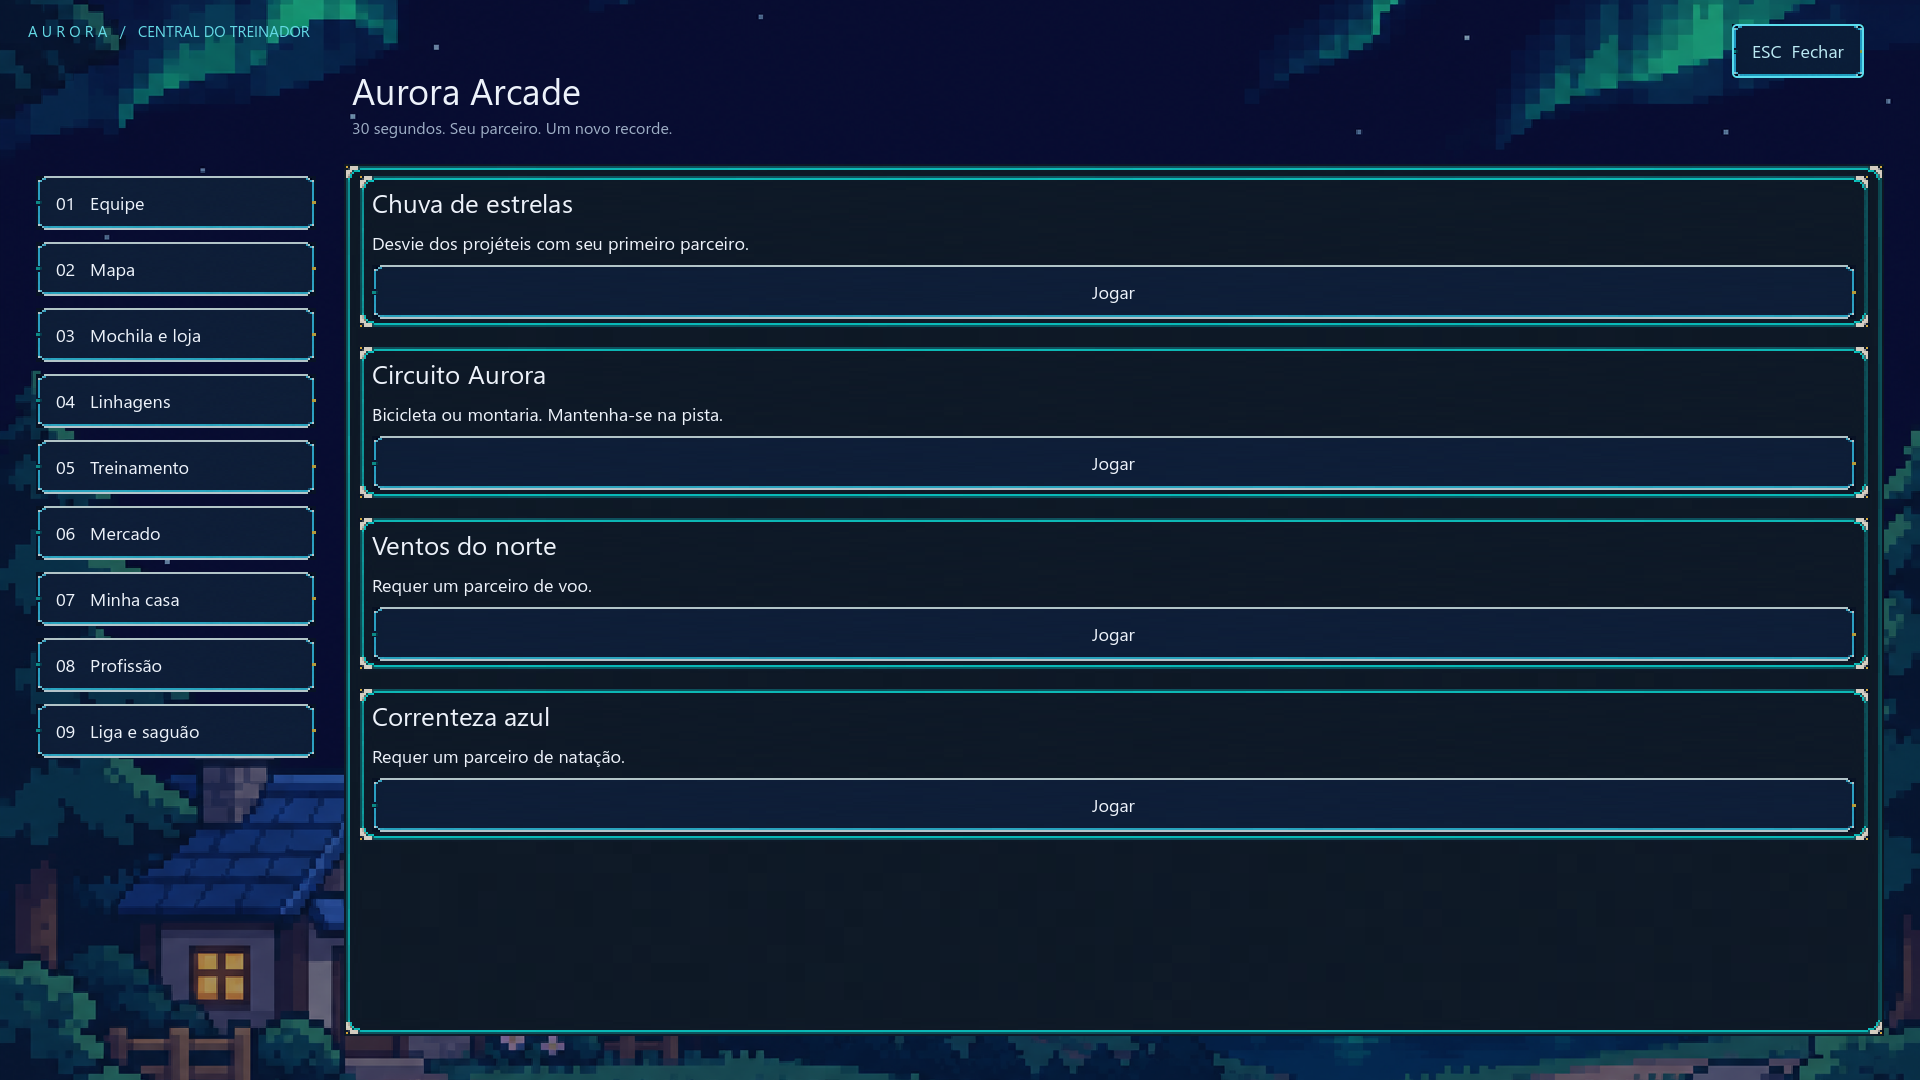 AURORA / CENTRAL DO TREINADOR
ESC Fechar
Aurora Arcade
30 segundos. Seu parceiro. Um novo recorde.
01 Equipe
02 Mapa
03 Mochila e loja
04 Linhagens
05 Treinamento
06 Mercado
07 Minha casa
08 Profissão
09 Liga e saguão
Chuva de estrelas
Desvie dos projéteis com seu primeiro parceiro.
Jogar
Circuito Aurora
Bicicleta ou montaria. Mantenha-se na pista.
Jogar
Ventos do norte
Requer um parceiro de voo.
Jogar
Correnteza azul
Requer um parceiro de natação.
Jogar